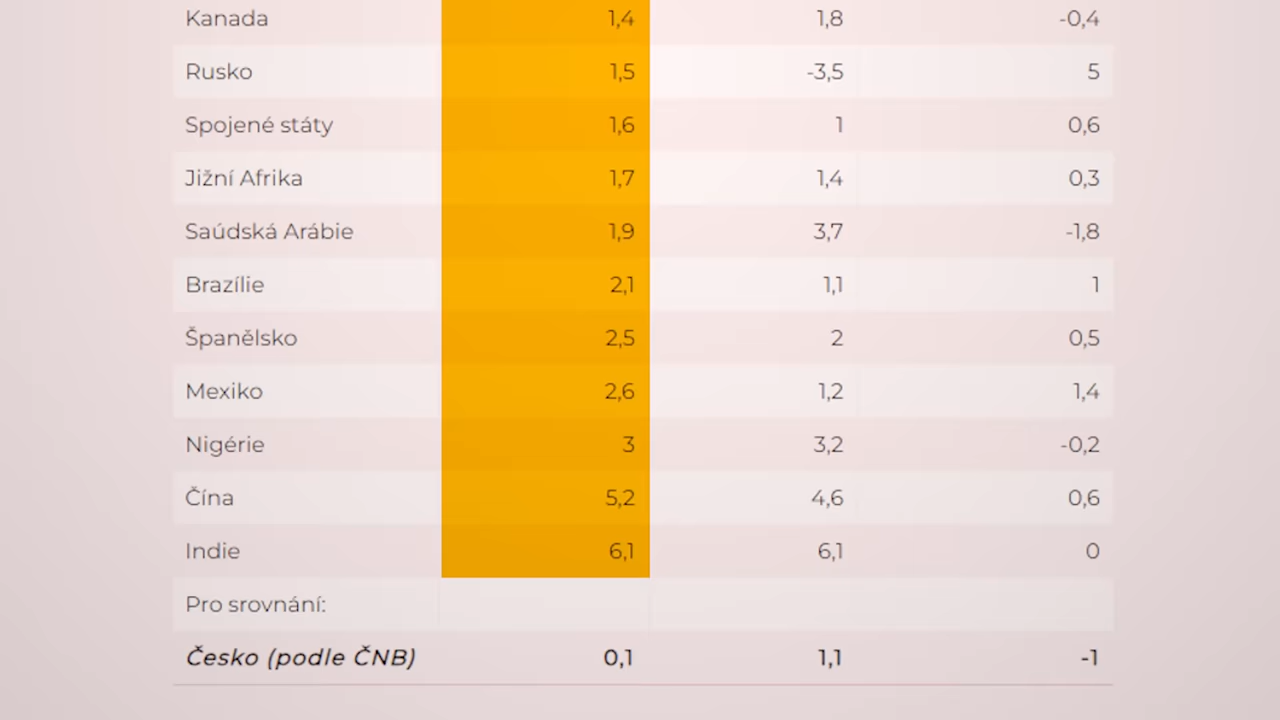 Kanada 1,4 1,8 -0,4
Rusko 1,5 -3,5 5
Spojené státy 1,6 1 0,6
Jižní Afrika 1,7 1,4 0,3
Saúdská Arábie 1,9 3,7 -1,8
Brazílie 2,1 1,1 1
Španělsko 2,5 2 0,5
Mexiko 2,6 1,2 1,4
Nigérie 3 3,2 -0,2
Čína 5,2 4,6 0,6
Indie 6,1 6,1 0
Pro srovnání:
Česko (podle ČNB) 0,1 1,1 -1